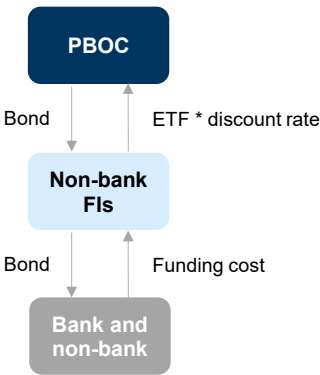 PBOC
Bond
ETF * discount rate
Non-bank
FIs
Bond
Funding cost
Bank and
non-bank